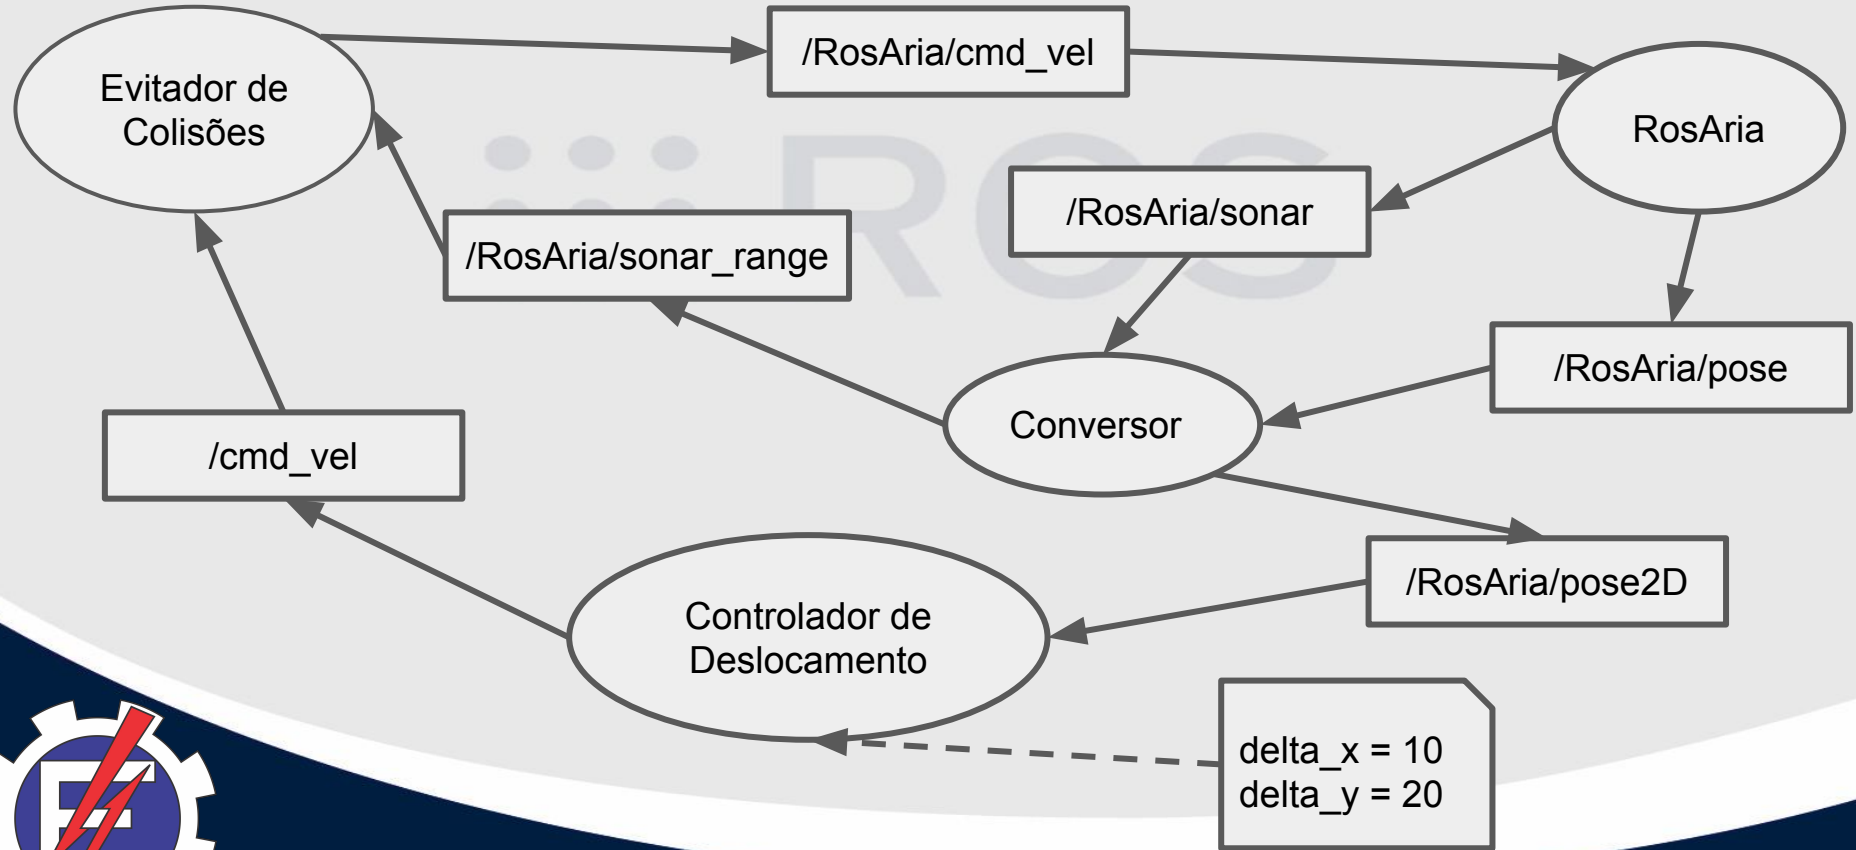 /RosAria/cmd_vel
Evitador de
Colisões
RosAria
ROS
/RosAria/sonar
/RosAria/sonar_range
/RosAria/pose
Conversor
/cmd_vel
/RosAria/pose2D
Controlador de
Deslocamento
delta_x = 10
delta_y = 20